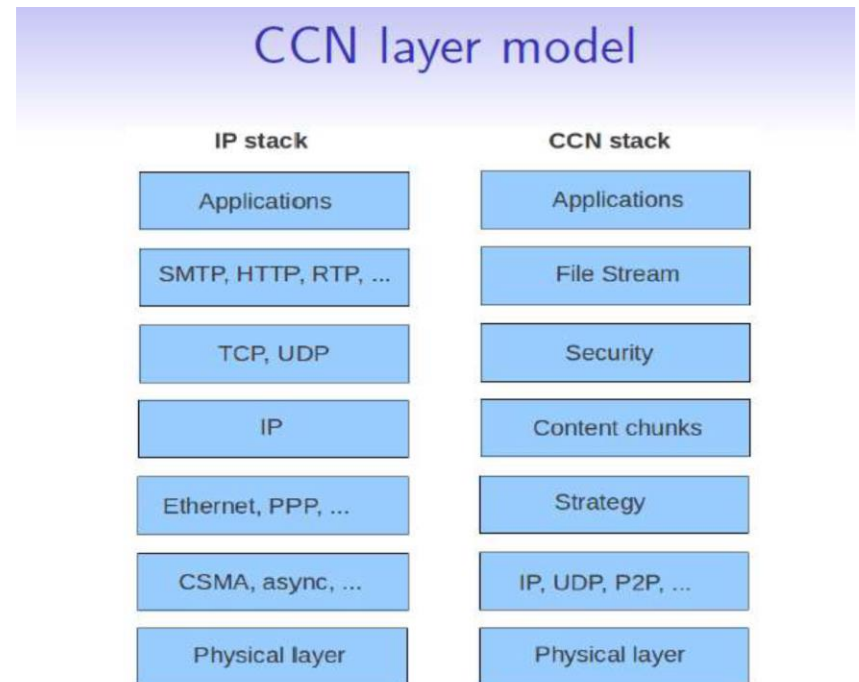 CCN layer model
IP stack
CCN stack
Applications
Applications
SMTP, HTTP, RTP, ...
File Stream
TCP, UDP
Security
IP
Content chunks
Ethernet, PPP, ...
Strategy
CSMA, async, ...
IP, UDP, P2P, ...
Physical layer
Physical layer